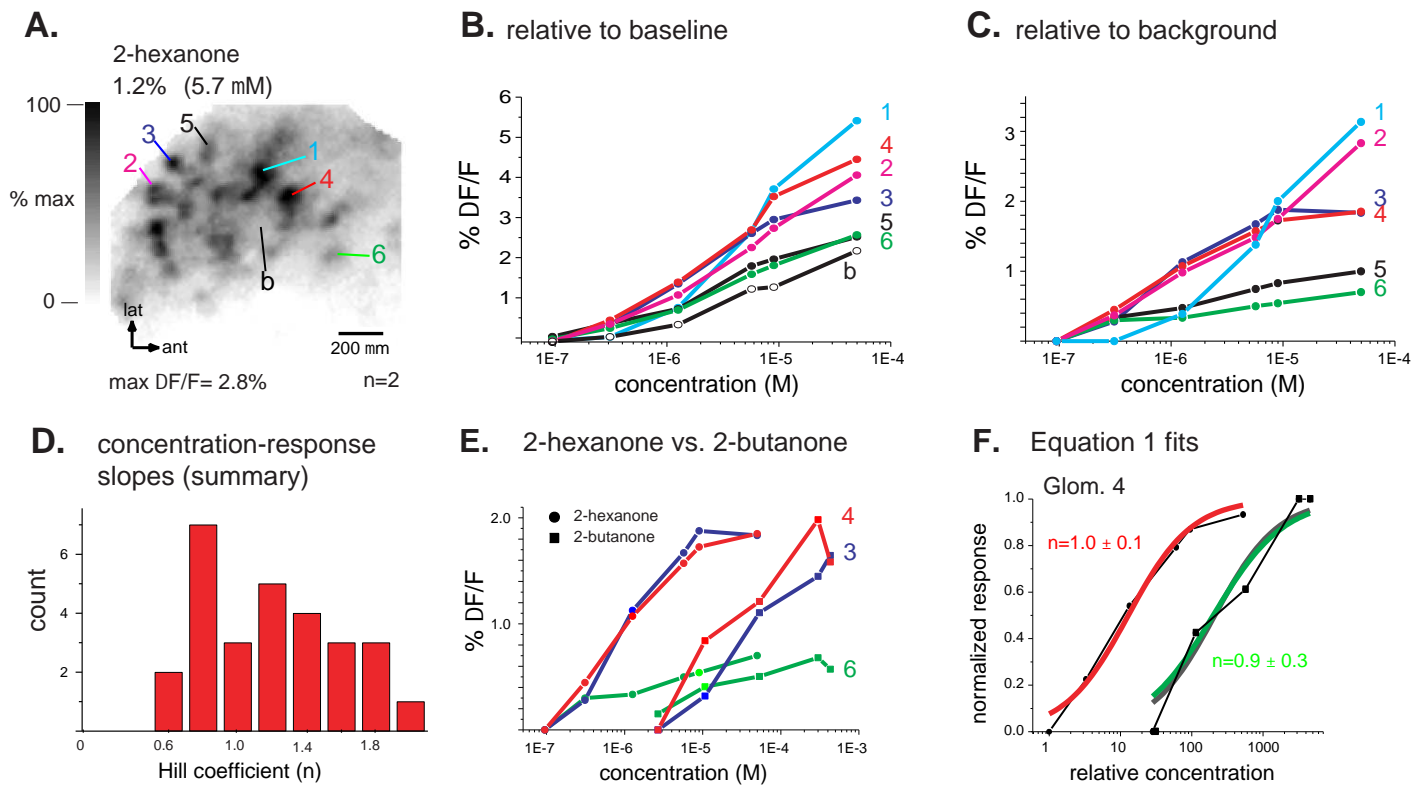 A.
2-hexanone
1.2% (5.7 mM)
100
% max
0
5
3
2
1
4
6
b
lat
ant
200 mm
max DF/F= 2.8%
n=2
B. relative to baseline
% DF/F
6
5
4
3
2
1
1
4
2
3
5
6
b
1E-7
1E-6
1E-5
1E-4
concentration (M)
C. relative to background
% DF/F
3
2
1
1
2
3
4
5
6
1E-7
1E-6
1E-5
1E-4
concentration (M)
D. concentration-response
slopes (summary)
count
6
4
2
0
0.6
1.0
1.4
1.8
Hill coefficient (n)
E. 2-hexanone vs. 2-butanone
% DF/F
2.0
1.0
2-hexanone
2-butanone
4
3
6
1E-7
1E-6
1E-5
1E-4
1E-3
concentration (M)
F. Equation 1 fits
Glom. 4
normalized response
1.0
0.8
0.6
0.4
0.2
0.0
n=1.0 ± 0.1
n=0.9 ± 0.3
1
10
100
1000
relative concentration